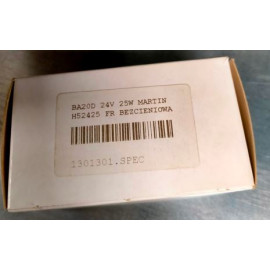 BA20D 24V 25W MARTIN
H52425 FR BEZCIENIOWA
1301301.SPEC